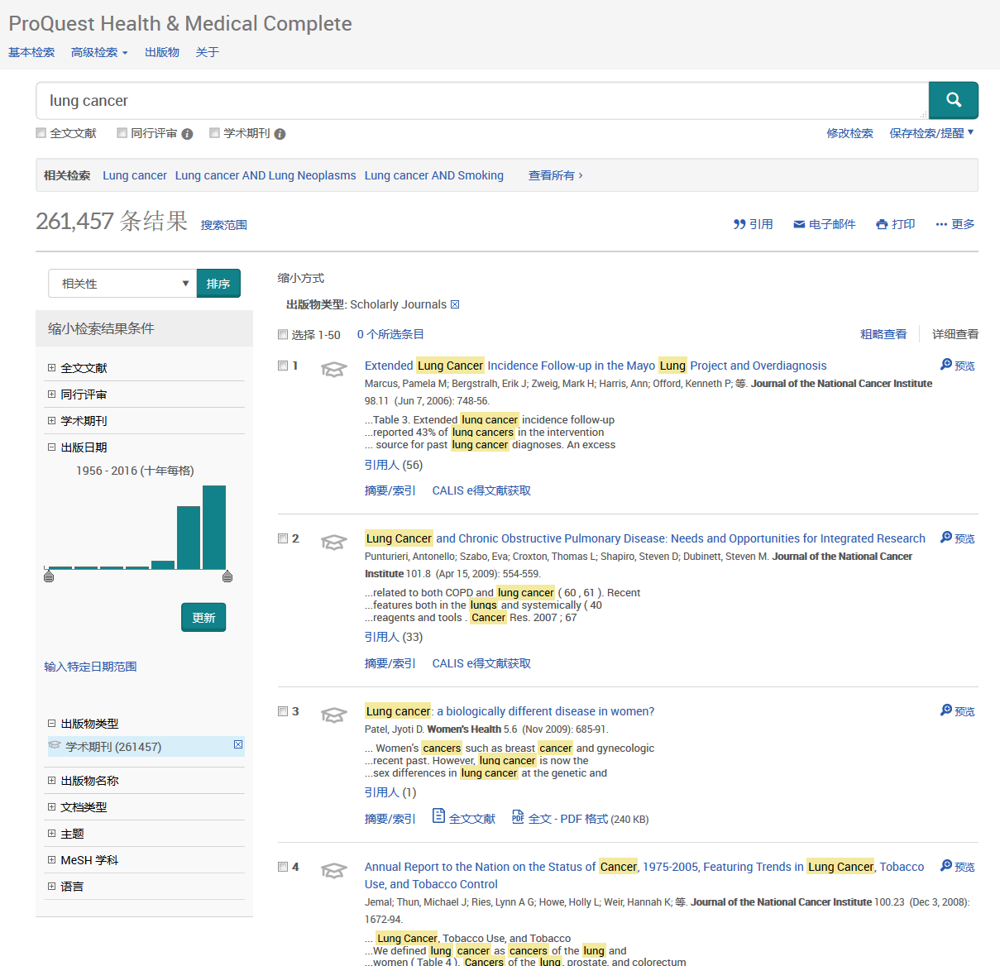 ProQuest Health & Medical Complete
基本检索 高级检索 出版物 关于
lung cancer
全文文献 同行评审 学术期刊
修改检索 保存检索/提醒▼
相关检索 Lung cancer Lung cancer AND Lung Neoplasms Lung cancer AND Smoking 查看所有 ›
261,457 条结果 搜索范围
引用 电子邮件 打印 ••• 更多
相关性 ▼ 排序
缩小检索结果条件
全文文献
同行评审
学术期刊
出版日期
1956 - 2016 (十年每格)
更新
输入特定日期范围
出版物类型
学术期刊 (261457)
出版物名称
文档类型
主题
MeSH 学科
语言
缩小方式
出版物类型: Scholarly Journals
选择 1-50 0 个所选条目 粗略查看 详细查看
1 Extended Lung Cancer Incidence Follow-up in the Mayo Lung Project and Overdiagnosis 预览
Marcus, Pamela M; Bergstralh, Erik J; Zweig, Mark H; Harris, Ann; Offord, Kenneth P; 等. Journal of the National Cancer Institute
98.11 (Jun 7, 2006): 748-56.
...Table 3. Extended lung cancer incidence follow-up
...reported 43% of lung cancers in the intervention
... source for past lung cancer diagnoses. An excess
引用人 (56)
摘要/索引 CALIS e得文献获取
2 Lung Cancer and Chronic Obstructive Pulmonary Disease: Needs and Opportunities for Integrated Research 预览
Punturieri, Antonello; Szabo, Eva; Croxton, Thomas L; Shapiro, Steven D; Dubinett, Steven M. Journal of the National Cancer
Institute 101.8 (Apr 15, 2009): 554-559.
...related to both COPD and lung cancer ( 60 , 61 ). Recent
...features both in the lungs and systemically ( 40
...reagents and tools . Cancer Res. 2007 ; 67
引用人 (33)
摘要/索引 CALIS e得文献获取
3 Lung cancer: a biologically different disease in women? 预览
Patel, Jyoti D. Women's Health 5.6 (Nov 2009): 685-91.
... Women's cancers such as breast cancer and gynecologic
...recent past. However, lung cancer is now the
...sex differences in lung cancer at the genetic and
引用人 (1)
摘要/索引 全文文献 PDF 全文 - PDF 格式 (240 KB)
4 Annual Report to the Nation on the Status of Cancer, 1975-2005, Featuring Trends in Lung Cancer, Tobacco 预览
Use, and Tobacco Control
Jemal; Thun, Michael J; Ries, Lynn A G; Howe, Holly L; Weir, Hannah K; 等. Journal of the National Cancer Institute 100.23 (Dec 3, 2008):
1672-94.
... Lung Cancer, Tobacco Use, and Tobacco
...We defined lung cancer as cancers of the lung and
...women ( Table 4 ). Cancers of the lung, prostate, and colorectum